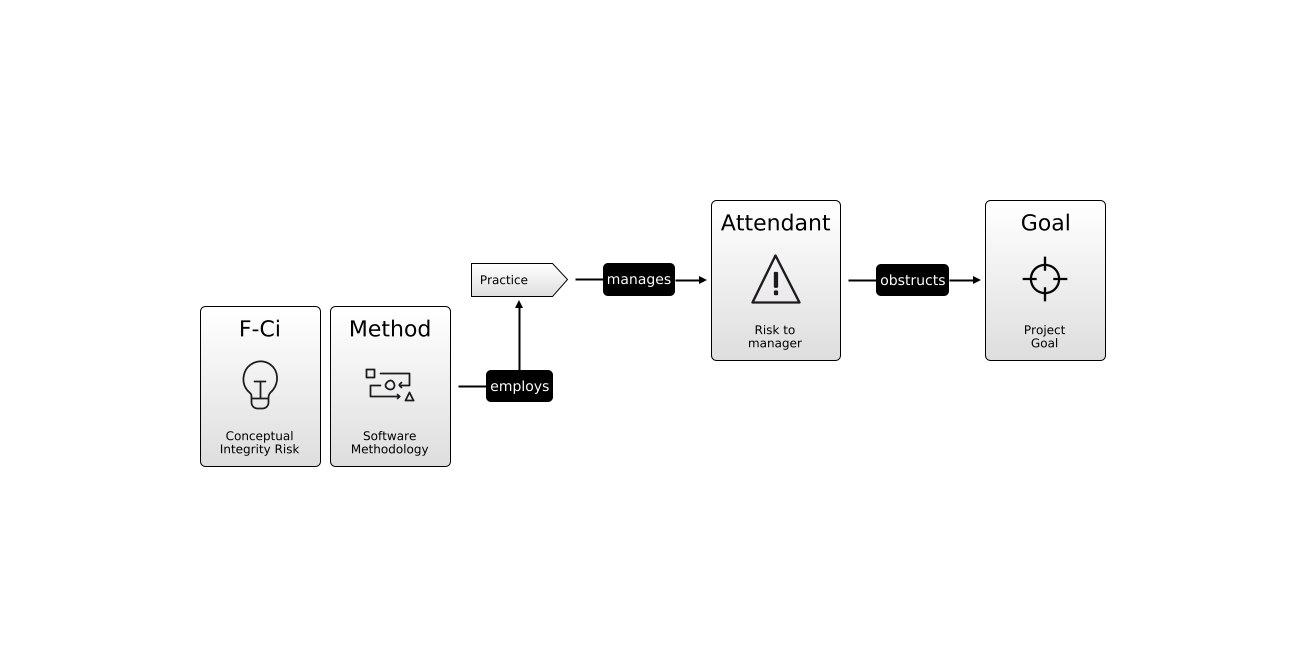 F-Ci
Conceptual
Integrity Risk
Method
Software
Methodology
employs
Practice
manages
Attendant
Risk to
manager
obstructs
Goal
Project
Goal